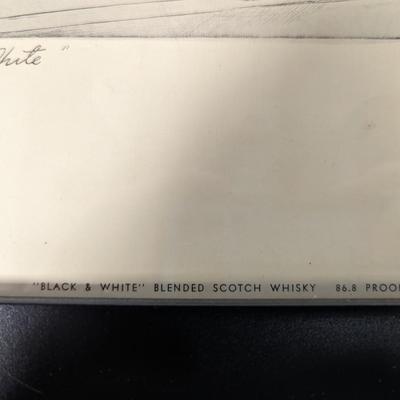 White"
"BLACK & WHITE" BLENDED SCOTCH WHISKY 86.8 PROOF